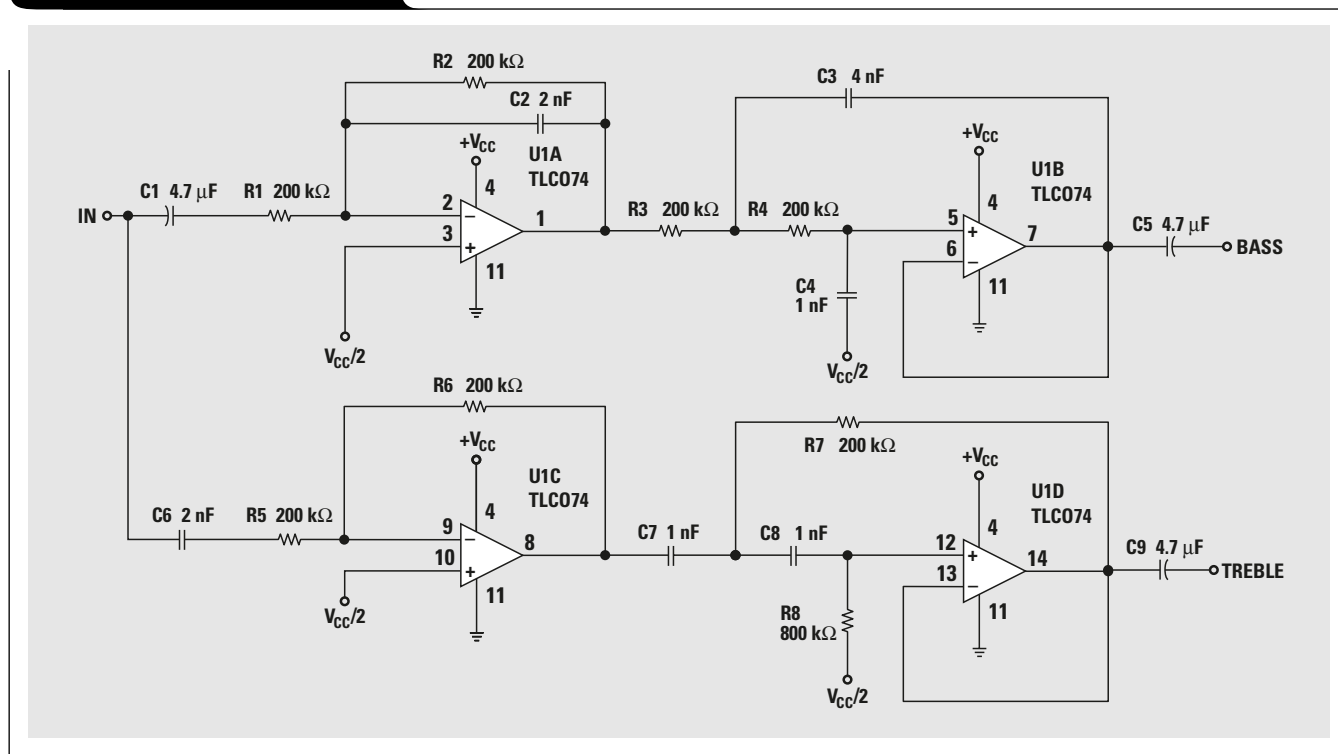 R2 200 kΩ
C2 2 nF
+VCC
U1A
TLC074
4
C1 4.7 μF
R1 200 kΩ
IN
2
–
3
+
1
11
VCC/2
R3 200 kΩ
R4 200 kΩ
C3 4 nF
+VCC
U1B
TLC074
4
5
+
6
–
7
11
C5 4.7 μF
BASS
C4
1 nF
VCC/2
R6 200 kΩ
+VCC
U1C
TLC074
4
C6 2 nF
R5 200 kΩ
9
–
10
+
8
11
VCC/2
C7 1 nF
C8 1 nF
R7 200 kΩ
+VCC
U1D
TLC074
4
12
+
13
–
14
11
C9 4.7 μF
TREBLE
R8
800 kΩ
VCC/2